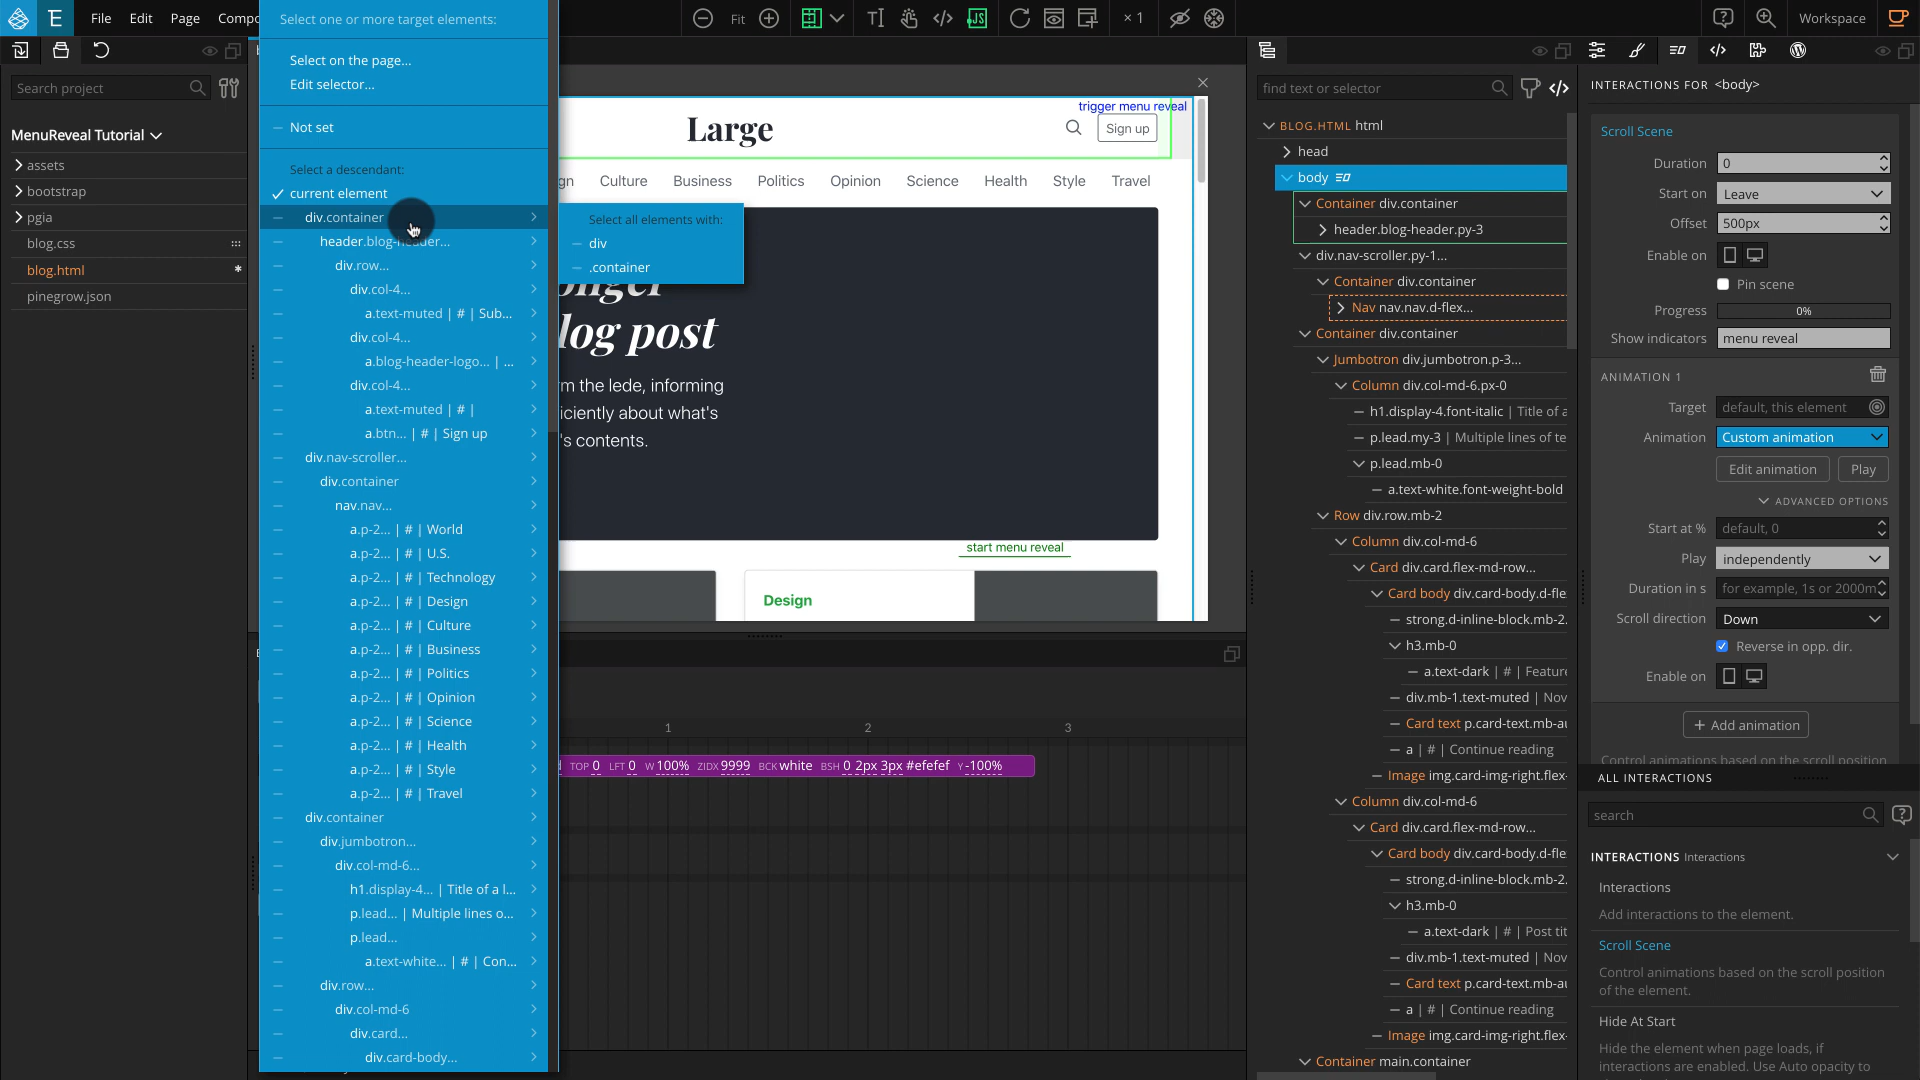 E File Edit Page Compo
Select one or more target elements:
Select on the page...
Edit selector...
Not set
Select a descendant:
current element
div.container
header.blog-header...
div.row...
div.col-4...
a.text-muted | # | Sub...
div.col-4...
a.blog-header-logo... | ...
div.col-4...
a.text-muted | # |
a.btn... | # | Sign up
div.nav-scroller...
div.container
nav.nav...
a.p-2... | # | World
a.p-2... | # | U.S.
a.p-2... | # | Technology
a.p-2... | # | Design
a.p-2... | # | Culture
a.p-2... | # | Business
a.p-2... | # | Politics
a.p-2... | # | Opinion
a.p-2... | # | Science
a.p-2... | # | Health
a.p-2... | # | Style
a.p-2... | # | Travel
div.container
div.jumbotron...
div.col-md-6...
h1.display-4... | Title of a l...
p.lead... | Multiple lines o...
p.lead...
a.text-white... | # | Con...
div.row...
div.col-md-6
div.card...
div.card-body...
Select all elements with:
div
.container
Search project
MenuReveal Tutorial
assets
bootstrap
pgia
blog.css
blog.html *
pinegrow.json
Fit
JS
× 1
Workspace
trigger menu reveal
Large
Sign up
gn Culture Business Politics Opinion Science Health Style Travel
onger
log post
m the lede, informing
iciently about what's
's contents.
start menu reveal
Design
1 2 3
TOP 0 LFT 0 W 100% ZIDX 9999 BCK white BSH 0 2px 3px #efefef Y -100%
find text or selector
BLOG.HTML html
head
body
Container div.container
header.blog-header.py-3
div.nav-scroller.py-1...
Container div.container
Nav nav.nav.d-flex...
Container div.container
Jumbotron div.jumbotron.p-3...
Column div.col-md-6.px-0
h1.display-4.font-italic | Title of a
p.lead.my-3 | Multiple lines of te
p.lead.mb-0
a.text-white.font-weight-bold
Row div.row.mb-2
Column div.col-md-6
Card div.card.flex-md-row...
Card body div.card-body.d-fle
strong.d-inline-block.mb-2.
h3.mb-0
a.text-dark | # | Feature
div.mb-1.text-muted | Nov
Card text p.card-text.mb-au
a | # | Continue reading
Image img.card-img-right.flex-
Column div.col-md-6
Card div.card.flex-md-row...
Card body div.card-body.d-fle
strong.d-inline-block.mb-2.
h3.mb-0
a.text-dark | # | Post tit
div.mb-1.text-muted | Nov
Card text p.card-text.mb-au
a | # | Continue reading
Image img.card-img-right.flex-
Container main.container
INTERACTIONS FOR <body>
Scroll Scene
Duration 0
Start on Leave
Offset 500px
Enable on
Pin scene
Progress 0%
Show indicators menu reveal
ANIMATION 1
Target default, this element
Animation Custom animation
Edit animation Play
ADVANCED OPTIONS
Start at % default, 0
Play independently
Duration in s for example, 1s or 2000m
Scroll direction Down
Reverse in opp. dir.
Enable on
+ Add animation
Control animations based on the scroll position
ALL INTERACTIONS
search
INTERACTIONS Interactions
Interactions
Add interactions to the element.
Scroll Scene
Control animations based on the scroll position
of the element.
Hide At Start
Hide the element when page loads, if
interactions are enabled. Use Auto opacity to